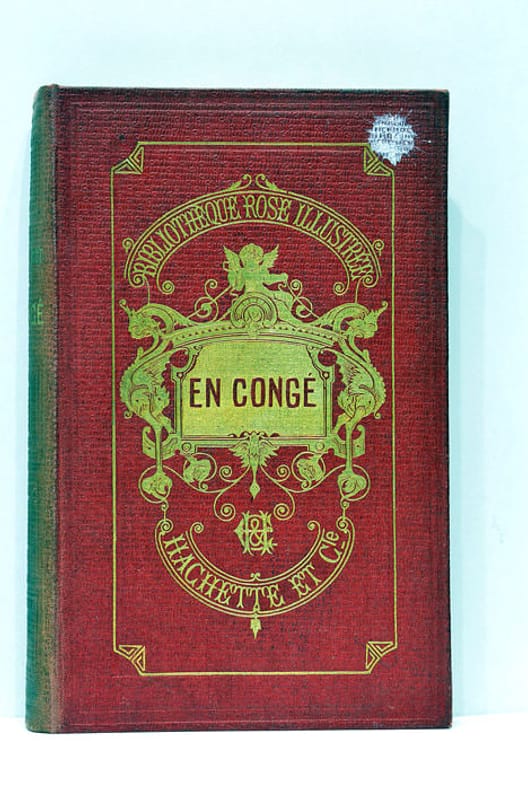 BIBLIOTHÈQUE ROSE ILLUSTRÉE
EN CONGÉ
H&C
HACHETTE ET Cie